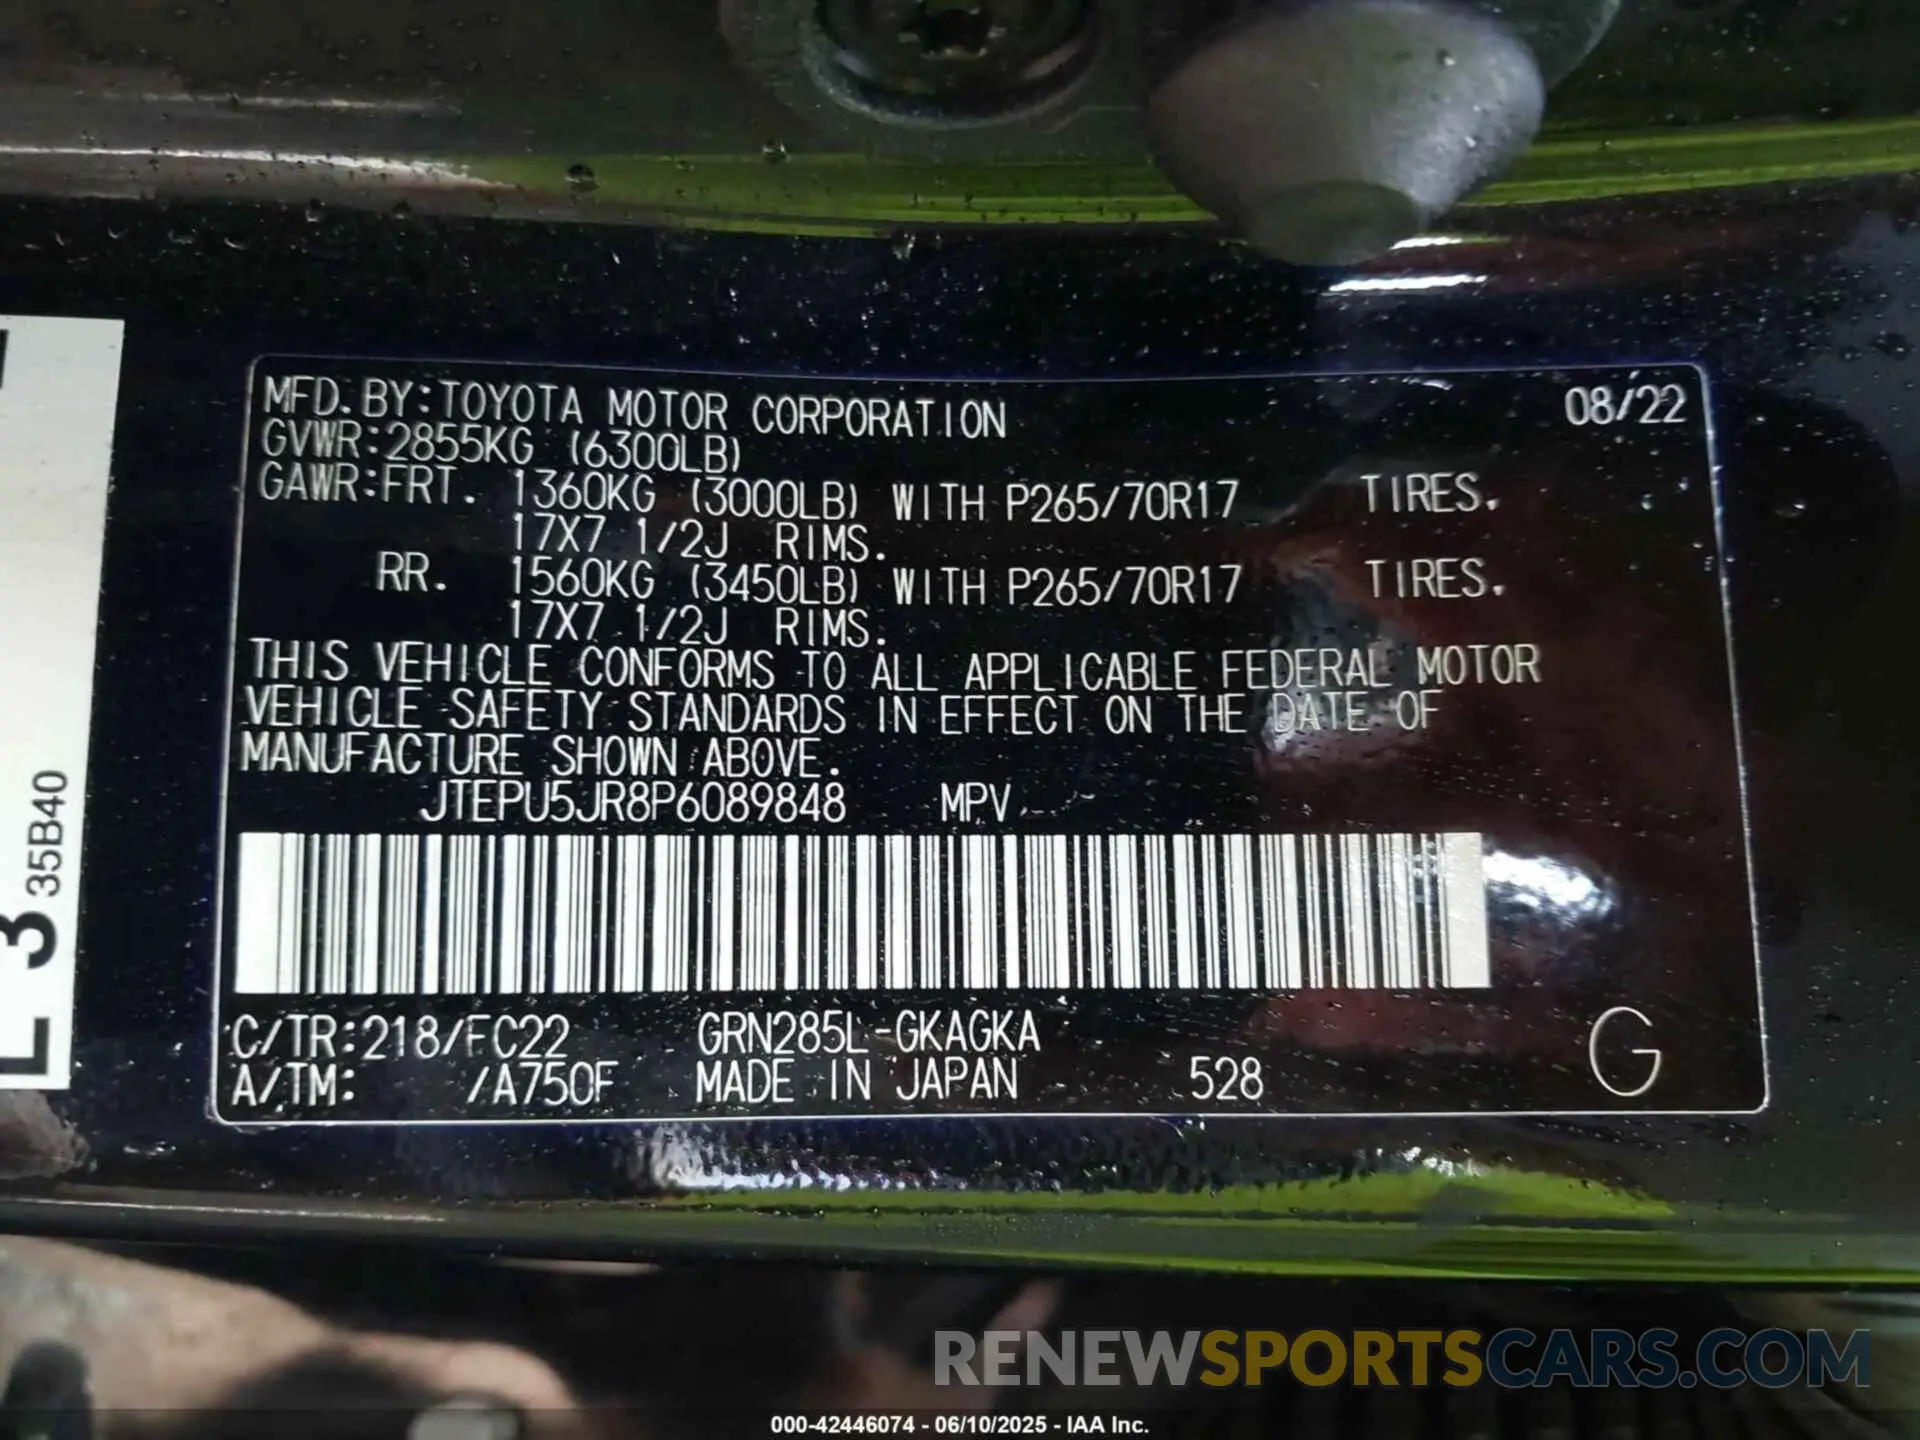 MFD.BY:TOYOTA MOTOR CORPORATION 08/22
GVWR:2855KG (6300LB)
GAWR:FRT. 1360KG (3000LB) WITH P265/70R17 TIRES.
17X7 1/2J RIMS.
RR. 1560KG (3450LB) WITH P265/70R17 TIRES.
17X7 1/2J RIMS.
THIS VEHICLE CONFORMS TO ALL APPLICABLE FEDERAL MOTOR
VEHICLE SAFETY STANDARDS IN EFFECT ON THE DATE OF
MANUFACTURE SHOWN ABOVE.
JTEPU5JR8P6089848 MPV
C/TR:218/FC22 GRN285L-GKAGKA
A/TM: /A750F MADE IN JAPAN 528 G
35B40
3
RENEWSPORTSCARS.COM
000-42446074 - 06/10/2025 - IAA Inc.